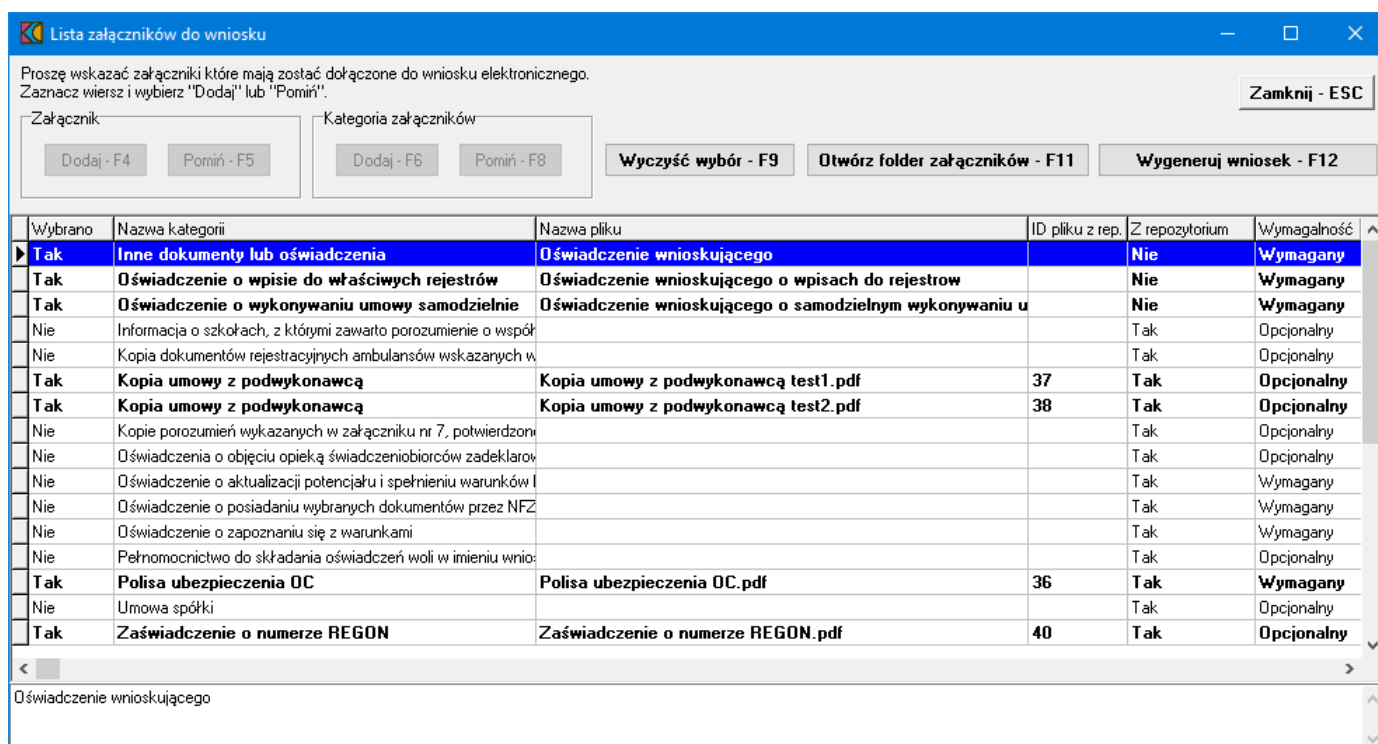 Lista załączników do wniosku
Proszę wskazać załączniki które mają zostać dołączone do wniosku elektronicznego.
Zaznacz wiersz i wybierz "Dodaj" lub "Pomiń".
Zamknij - ESC
Załącznik
Kategoria załączników
Dodaj - F4 Pomiń - F5 Dodaj - F6 Pomiń - F8 Wyczyść wybór - F9 Otwórz folder załączników - F11 Wygeneruj wniosek - F12
Wybrano Nazwa kategorii Nazwa pliku ID pliku z rep. Z repozytorium Wymagalność
Tak Inne dokumenty lub oświadczenia Oświadczenie wnioskującego Nie Wymagany
Tak Oświadczenie o wpisie do właściwych rejestrów Oświadczenie wnioskującego o wpisach do rejestrow Nie Wymagany
Tak Oświadczenie o wykonywaniu umowy samodzielnie Oświadczenie wnioskującego o samodzielnym wykonywaniu u Nie Wymagany
Nie Informacja o szkołach, z którymi zawarto porozumienie o współ Tak Opcjonalny
Nie Kopia dokumentów rejestracyjnych ambulansów wskazanych w Tak Opcjonalny
Tak Kopia umowy z podwykonawcą Kopia umowy z podwykonawcą test1.pdf 37 Tak Opcjonalny
Tak Kopia umowy z podwykonawcą Kopia umowy z podwykonawcą test2.pdf 38 Tak Opcjonalny
Nie Kopie porozumień wykazanych w załączniku nr 7, potwierdzon Tak Opcjonalny
Nie Oświadczenia o objęciu opieką świadczeniobiorców zadeklarow Tak Opcjonalny
Nie Oświadczenie o aktualizacji potencjału i spełnieniu warunków Tak Wymagany
Nie Oświadczenie o posiadaniu wybranych dokumentów przez NFZ Tak Wymagany
Nie Oświadczenie o zapoznaniu się z warunkami Tak Wymagany
Nie Pełnomocnictwo do składania oświadczeń woli w imieniu wnio Tak Opcjonalny
Tak Polisa ubezpieczenia OC Polisa ubezpieczenia OC.pdf 36 Tak Wymagany
Nie Umowa spółki Tak Opcjonalny
Tak Zaświadczenie o numerze REGON Zaświadczenie o numerze REGON.pdf 40 Tak Opcjonalny
Oświadczenie wnioskującego